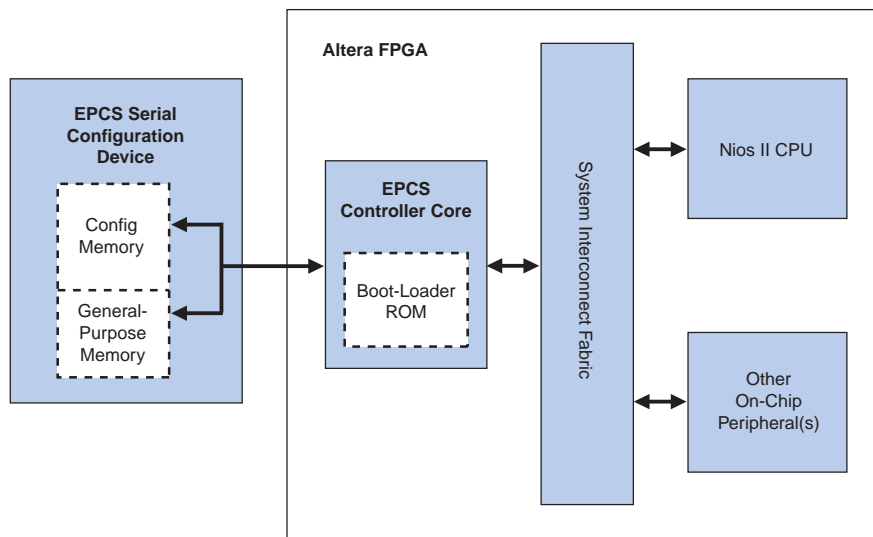 Altera FPGA
EPCS Serial
Configuration
Device
Config
Memory
General-
Purpose
Memory
EPCS
Controller Core
Boot-Loader
ROM
System Interconnect Fabric
Nios II CPU
Other
On-Chip
Peripheral(s)